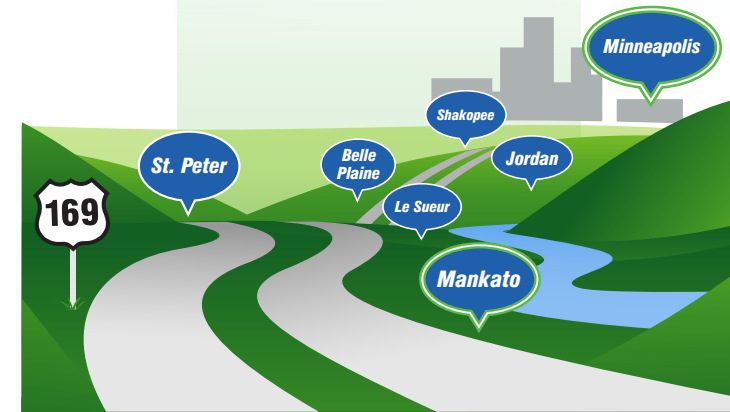 Minneapolis
Shakopee
St. Peter
Belle
Plaine
Jordan
169
Le Sueur
Mankato